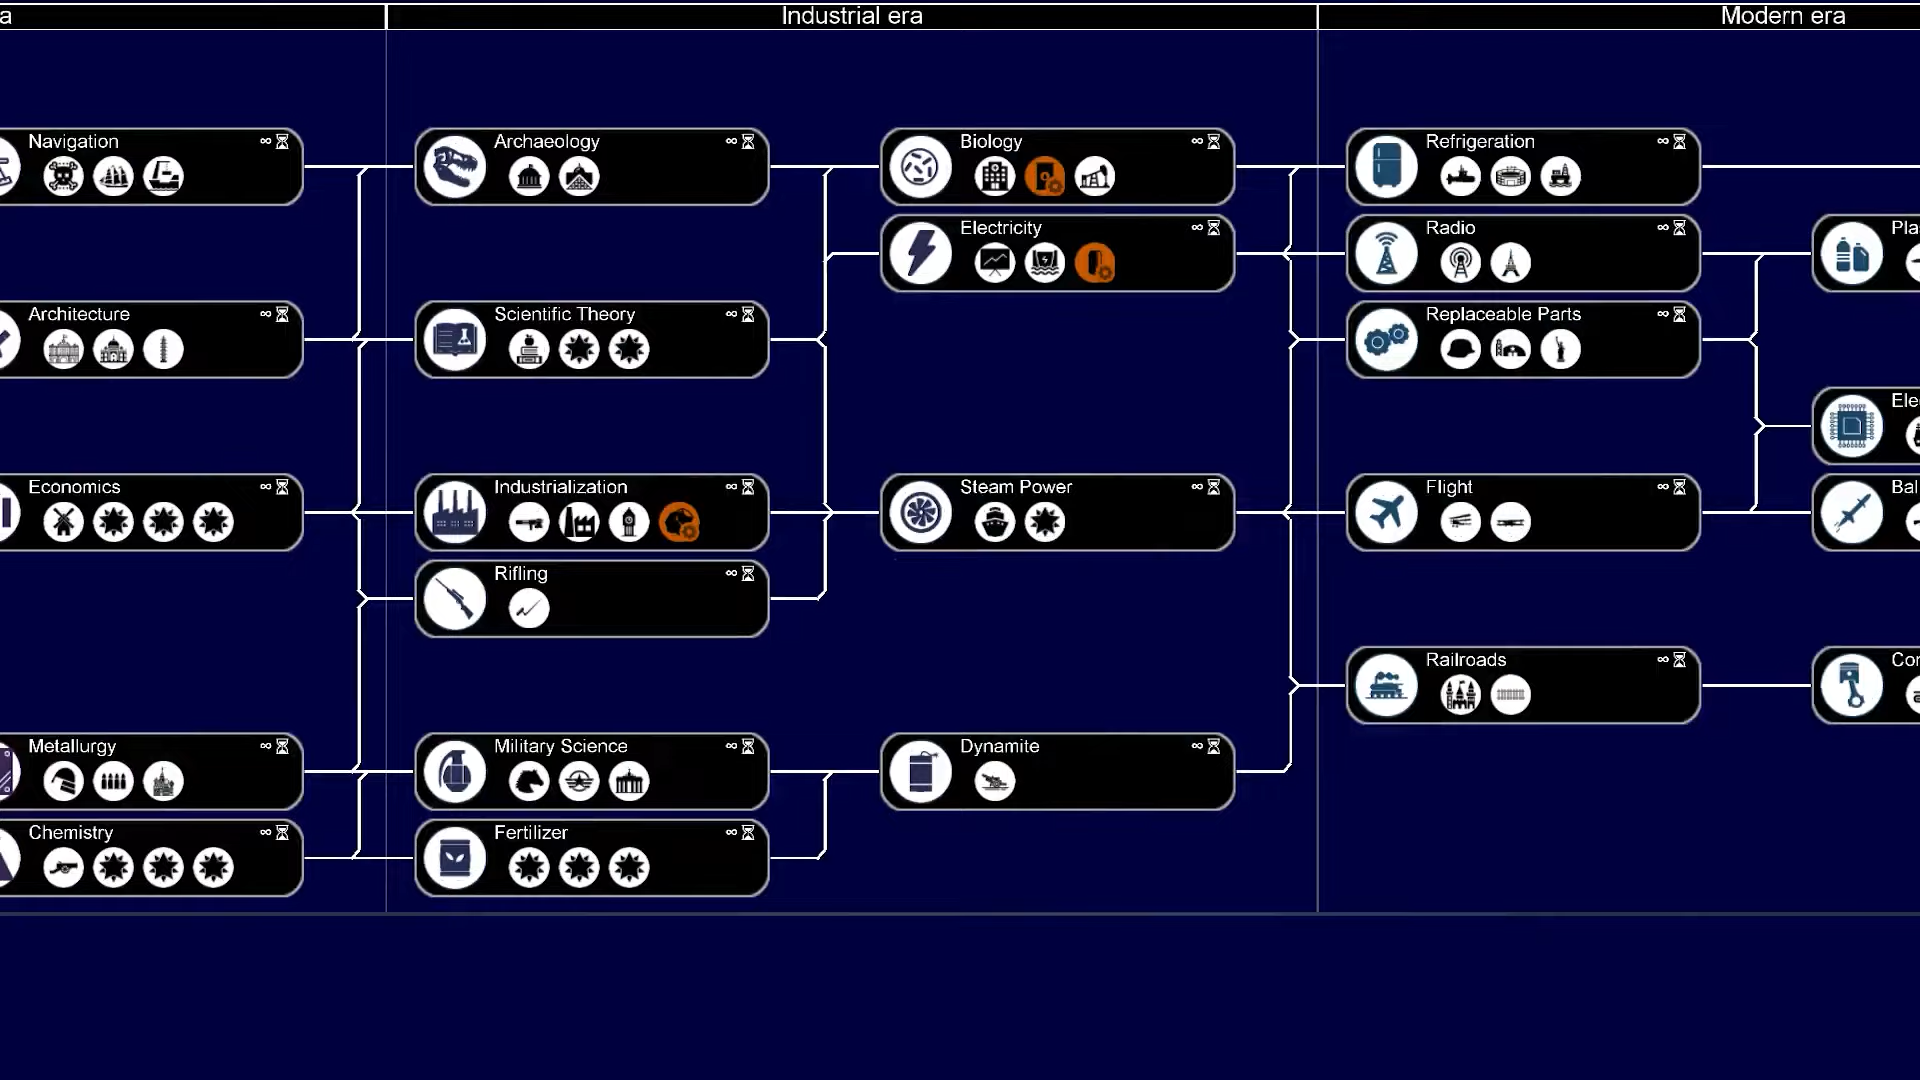 a
Industrial era
Modern era
Navigation
∞
Archaeology
∞
Biology
∞
Refrigeration
∞
Electricity
∞
Radio
∞
Pla
Architecture
∞
Scientific Theory
∞
Replaceable Parts
∞
Ele
Economics
∞
Industrialization
∞
Steam Power
∞
Flight
∞
Bal
Rifling
∞
Railroads
∞
Metallurgy
∞
Military Science
∞
Dynamite
∞
Chemistry
∞
Fertilizer
∞